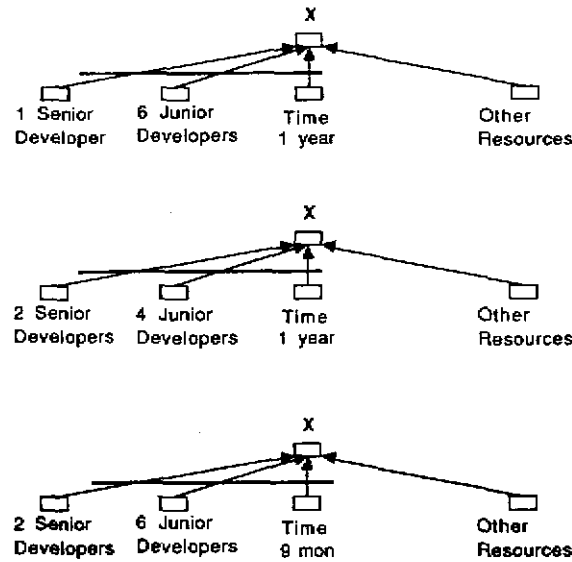 X
1 Senior 6 Junior Time Other
Developer Developers 1 year Resources
X
2 Senior 4 Junior Time Other
Developers Developers 1 year Resources
X
2 Senior 6 Junior Time Other
Developers Developers 9 mon Resources